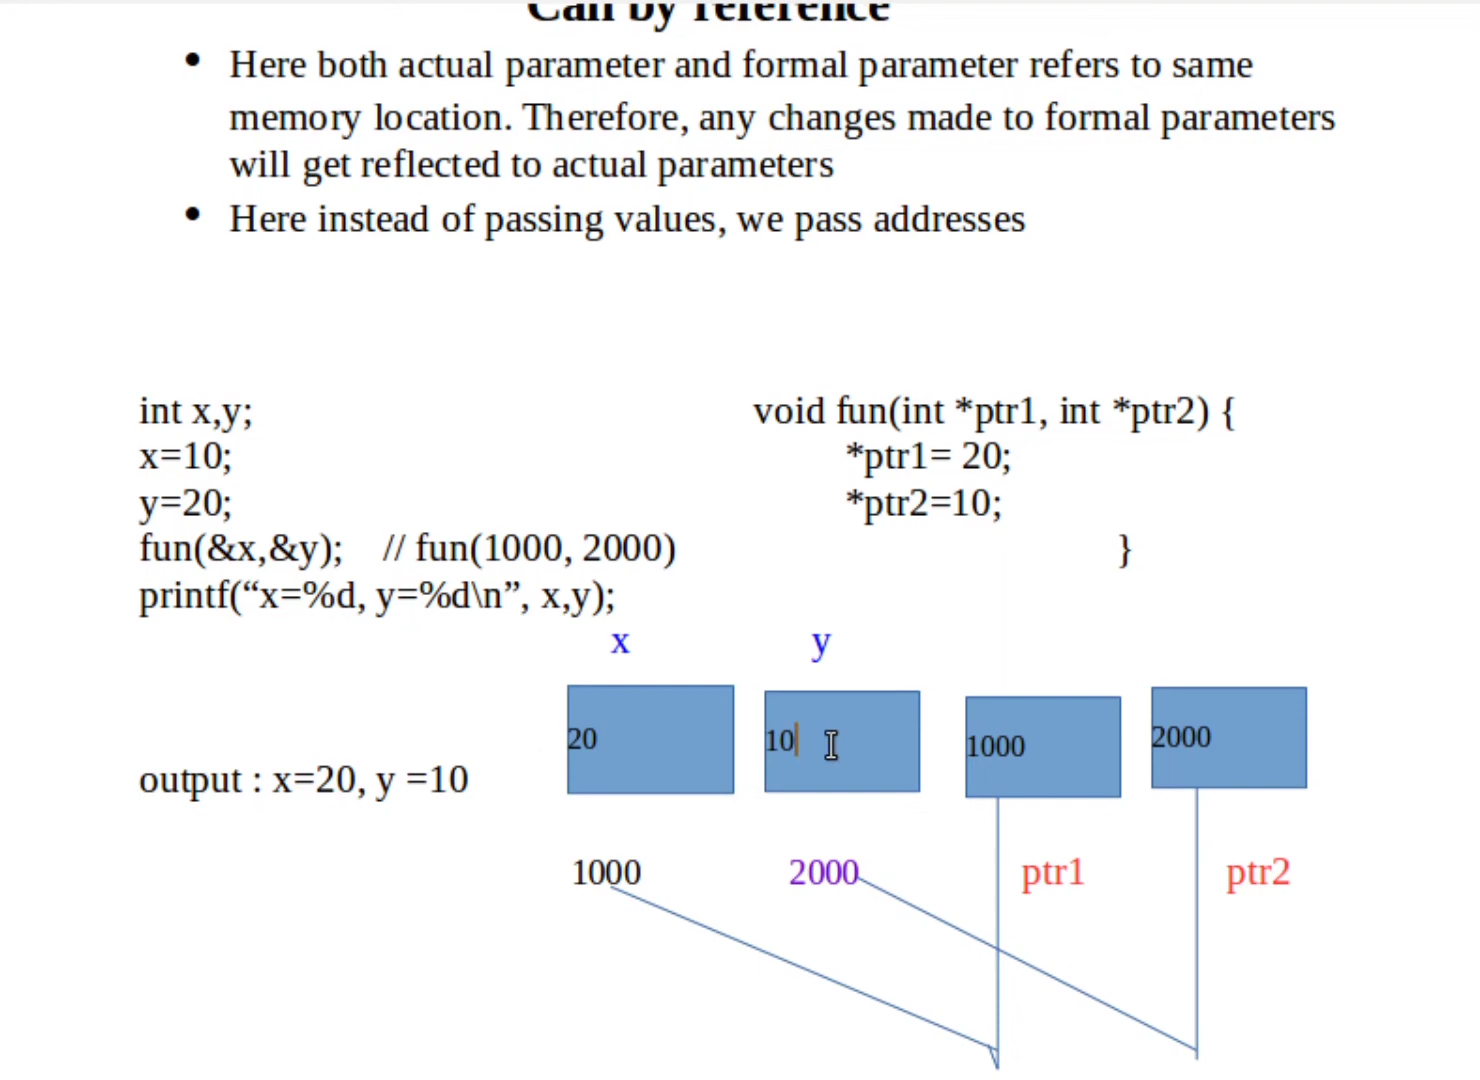 Call by reference
• Here both actual parameter and formal parameter refers to same
memory location. Therefore, any changes made to formal parameters
will get reflected to actual parameters
• Here instead of passing values, we pass addresses
int x,y;
x=10;
y=20;
fun(&x,&y); // fun(1000, 2000)
printf(“x=%d, y=%d\n”, x,y);
void fun(int *ptr1, int *ptr2) {
*ptr1= 20;
*ptr2=10;
}
x y
20 10 1000 2000
output : x=20, y =10
1000 2000 ptr1 ptr2